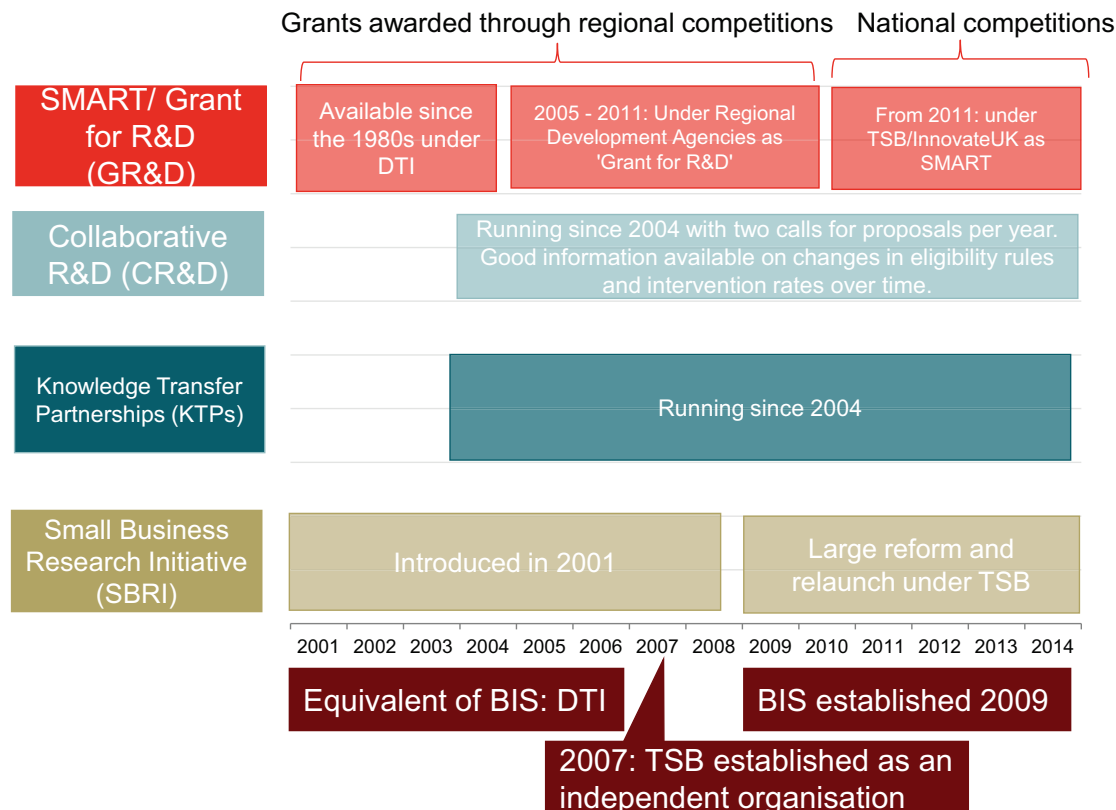 Grants awarded through regional competitions
National competitions
SMART/ Grant
for R&D
(GR&D)
Available since
the 1980s under
DTI
2005 - 2011: Under Regional
Development Agencies as
'Grant for R&D'
From 2011: under
TSB/InnovateUK as
SMART
Collaborative
R&D (CR&D)
Running since 2004 with two calls for proposals per year.
Good information available on changes in eligibility rules
and intervention rates over time.
Knowledge Transfer
Partnerships (KTPs)
Running since 2004
Small Business
Research Initiative
(SBRI)
Introduced in 2001
Large reform and
relaunch under TSB
2001 2002 2003 2004 2005 2006 2007 2008 2009 2010 2011 2012 2013 2014
Equivalent of BIS: DTI
BIS established 2009
2007: TSB established as an
independent organisation